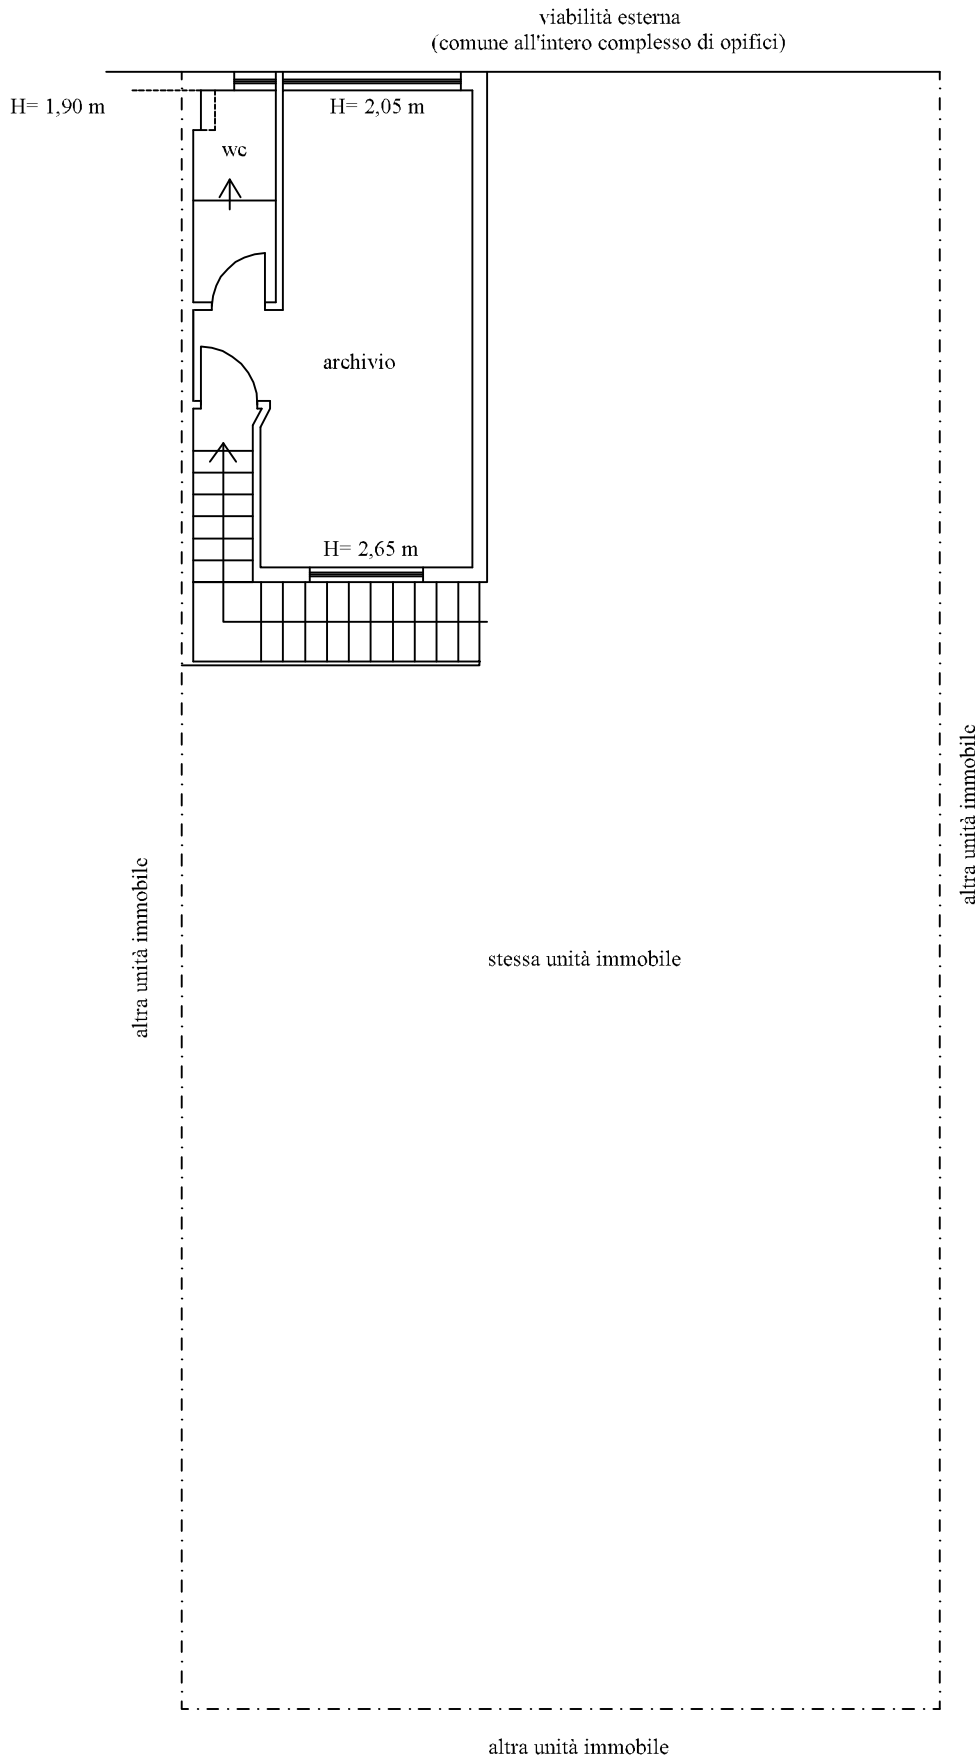 viabilità esterna
(comune all'intero complesso di opifici)
H= 1,90 m
H= 2,05 m
wc
archivio
H= 2,65 m
altra unità immobile
altra unità immobile
stessa unità immobile
altra unità immobile